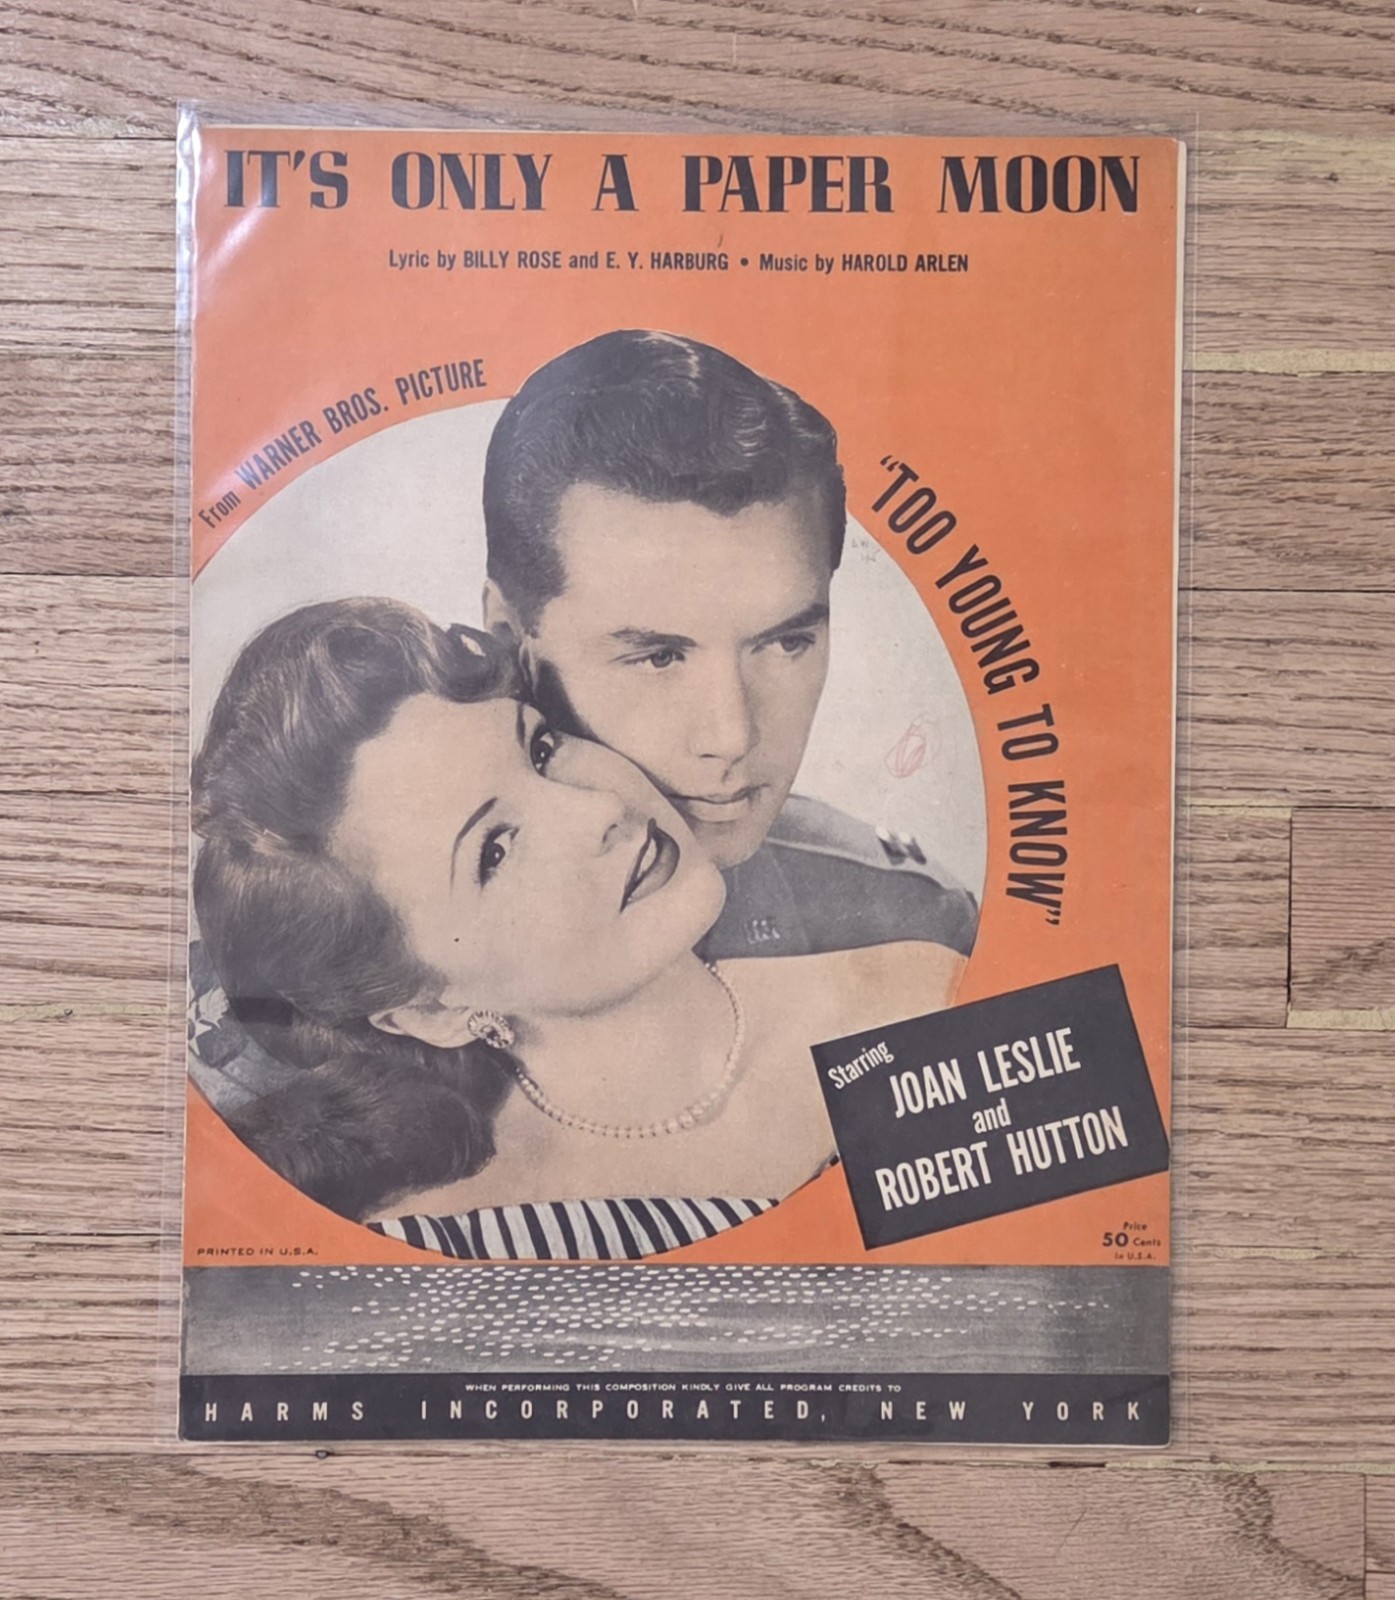 IT'S ONLY A PAPER MOON
Lyric by BILLY ROSE and E. Y. HARBURG • Music by HAROLD ARLEN
From WARNER BROS. PICTURE
"TOO YOUNG TO KNOW"
Starring
JOAN LESLIE
and
ROBERT HUTTON
Price
50 Cents
in U.S.A.
PRINTED IN U.S.A.
WHEN PERFORMING THIS COMPOSITION KINDLY GIVE ALL PROGRAM CREDITS TO
HARMS INCORPORATED, NEW YORK